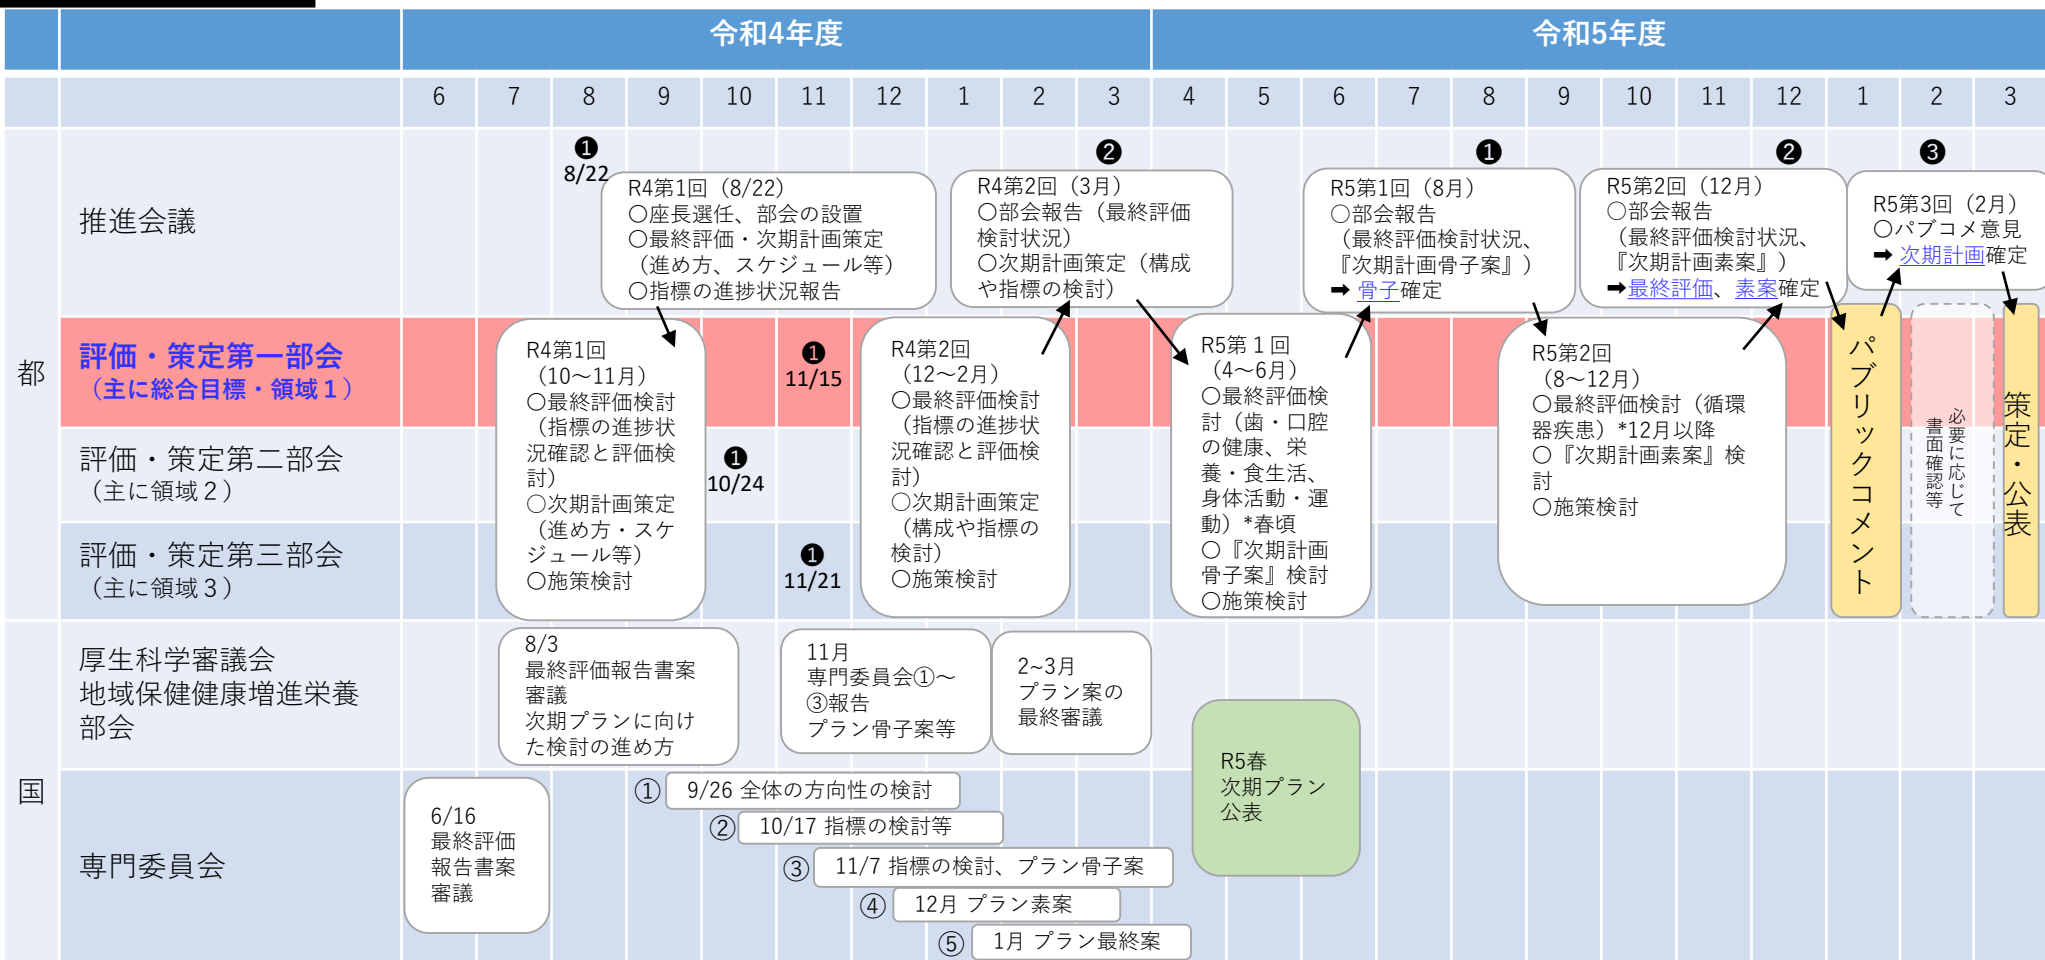 令和4年度
令和5年度
6 7 8 9 10 11 12 1 2 3 4 5 6 7 8 9 10 11 12 1 2 3
都
推進会議
❶
8/22
R4第1回（8/22）
〇座長選任、部会の設置
〇最終評価・次期計画策定
（進め方、スケジュール等）
〇指標の進捗状況報告
❷
R4第2回（3月）
〇部会報告（最終評価
検討状況）
〇次期計画策定（構成
や指標の検討）
❶
R5第1回（8月）
〇部会報告
（最終評価検討状況、
『次期計画骨子案』）
➡ 骨子確定
❷
R5第2回（12月）
〇部会報告
（最終評価検討状況、
『次期計画素案』）
➡最終評価、素案確定
❸
R5第3回（2月）
〇パブコメ意見
➡ 次期計画確定
評価・策定第一部会
（主に総合目標・領域１）
❶
11/15
評価・策定第二部会
（主に領域２）
❶
10/24
評価・策定第三部会
（主に領域３）
❶
11/21
R4第1回
（10～11月）
〇最終評価検討
（指標の進捗状
況確認と評価検
討）
〇次期計画策定
（進め方・スケ
ジュール等）
〇施策検討
R4第2回
（12～2月）
〇最終評価検討
（指標の進捗状
況確認と評価検
討）
〇次期計画策定
（構成や指標の
検討）
〇施策検討
R5第１回
（4～6月）
〇最終評価検
討（歯・口腔
の健康、栄
養・食生活、
身体活動・運
動）*春頃
〇『次期計画
骨子案』検討
〇施策検討
R5第2回
（8～12月）
〇最終評価検討（循環
器疾患）*12月以降
〇『次期計画素案』検
討
〇施策検討
パブリックコメント
必要に応じて
書面確認等
策定・公表
国
厚生科学審議会
地域保健健康増進栄養
部会
8/3
最終評価報告書案
審議
次期プランに向け
た検討の進め方
11月
専門委員会①～
③報告
プラン骨子案等
2~3月
プラン案の
最終審議
R5春
次期プラン
公表
専門委員会
6/16
最終評価
報告書案
審議
① 9/26 全体の方向性の検討
② 10/17 指標の検討等
③ 11/7 指標の検討、プラン骨子案
④ 12月 プラン素案
⑤ 1月 プラン最終案